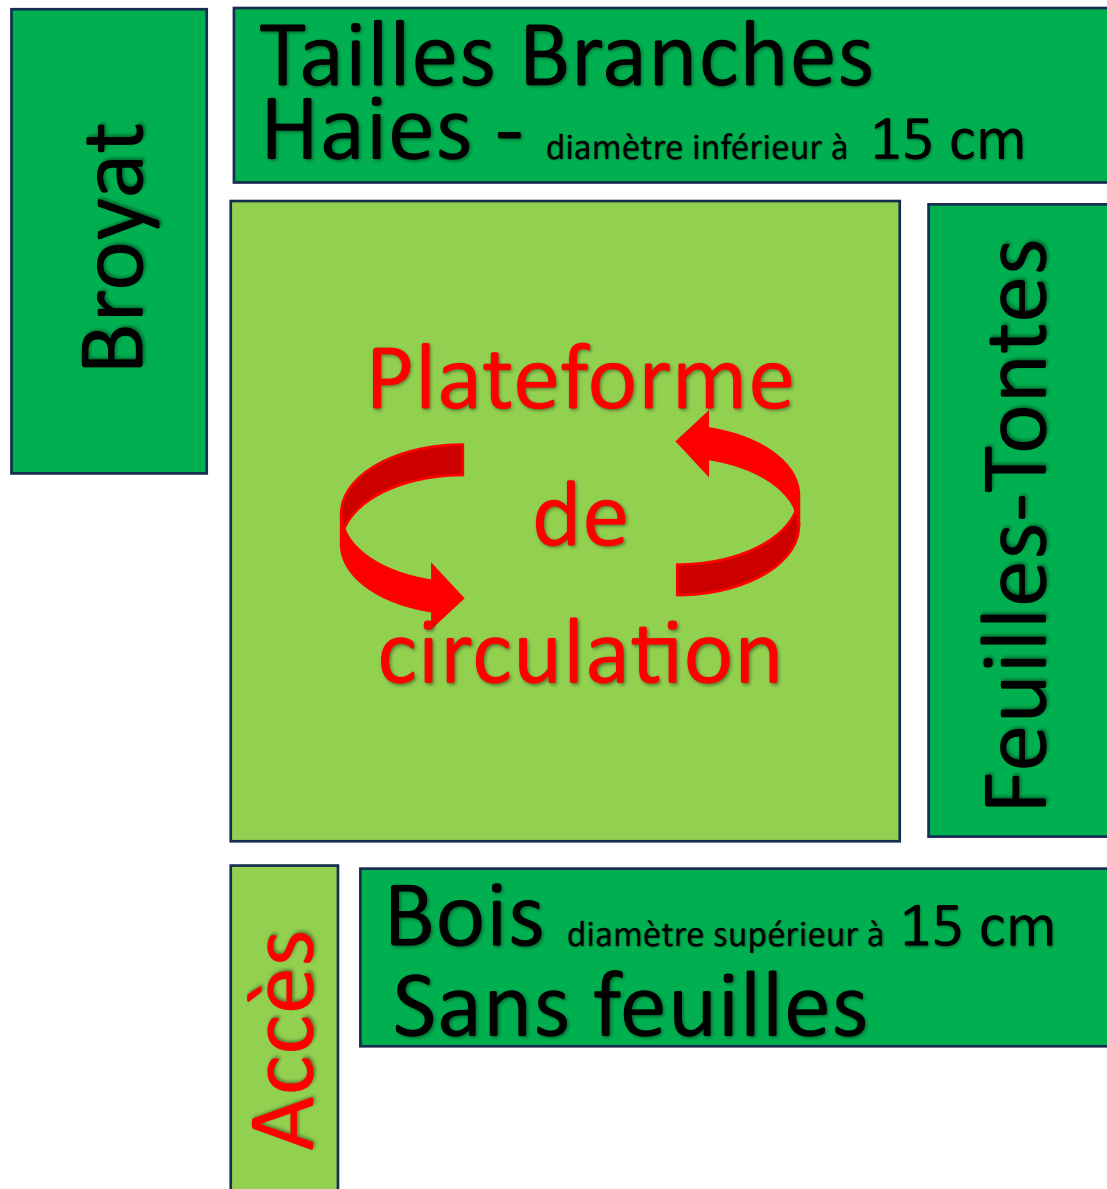 Tailles Branches
Haies - diamètre inférieur à 15 cm
Broyat
Plateforme
de
circulation
Feuilles-Tontes
Bois diamètre supérieur à 15 cm
Sans feuilles
Accès